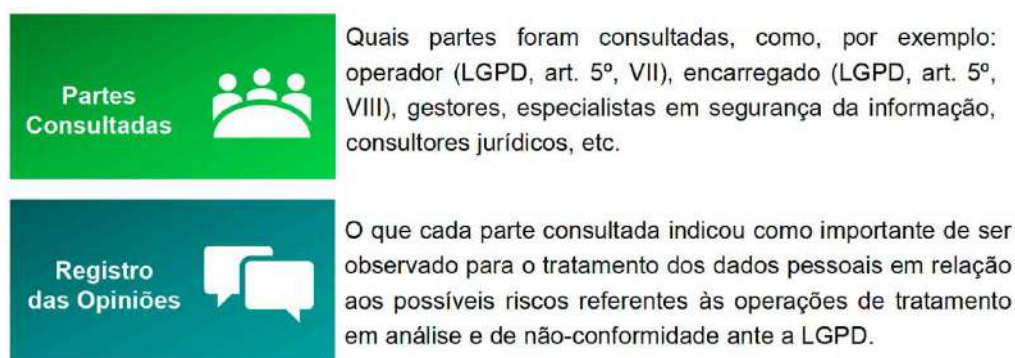 Partes
Consultadas
Quais partes foram consultadas, como, por exemplo:
operador (LGPD, art. 5º, VII), encarregado (LGPD, art. 5º,
VIII), gestores, especialistas em segurança da informação,
consultores jurídicos, etc.
Registro
das Opiniões
O que cada parte consultada indicou como importante de ser
observado para o tratamento dos dados pessoais em relação
aos possíveis riscos referentes às operações de tratamento
em análise e de não-conformidade ante a LGPD.